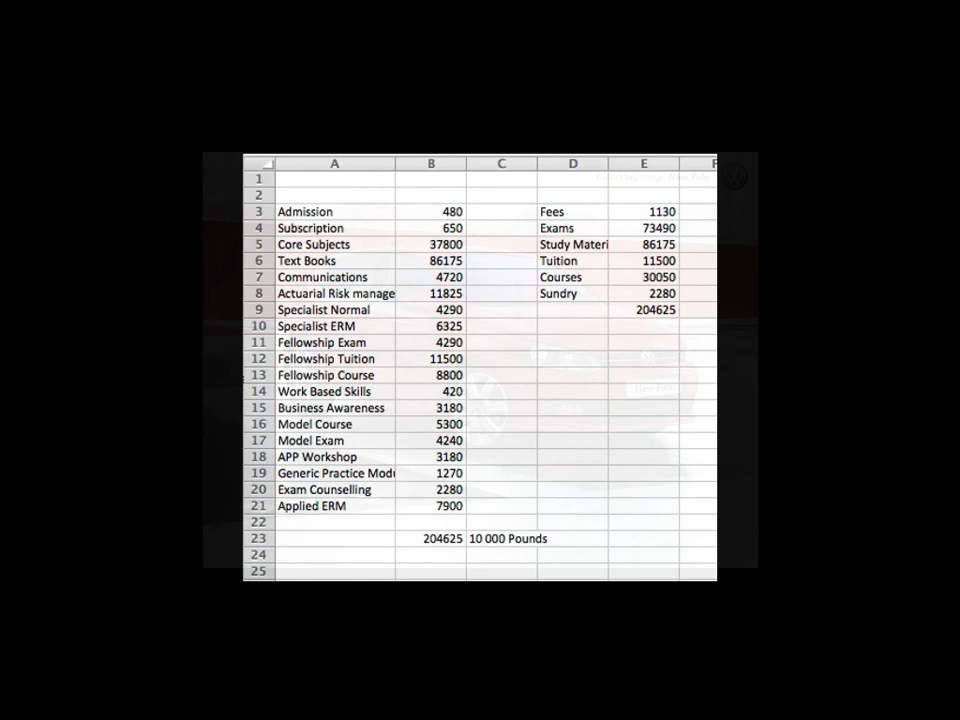 A B C D E F
1
2
3 Admission 480 Fees 1130
4 Subscription 650 Exams 73490
5 Core Subjects 37800 Study Materi 86175
6 Text Books 86175 Tuition 11500
7 Communications 4720 Courses 30050
8 Actuarial Risk manage 11825 Sundry 2280
9 Specialist Normal 4290 204625
10 Specialist ERM 6325
11 Fellowship Exam 4290
12 Fellowship Tuition 11500
13 Fellowship Course 8800
14 Work Based Skills 420
15 Business Awareness 3180
16 Model Course 5300
17 Model Exam 4240
18 APP Workshop 3180
19 Generic Practice Modu 1270
20 Exam Counselling 2280
21 Applied ERM 7900
22
23 204625 10 000 Pounds
24
25
New Polo